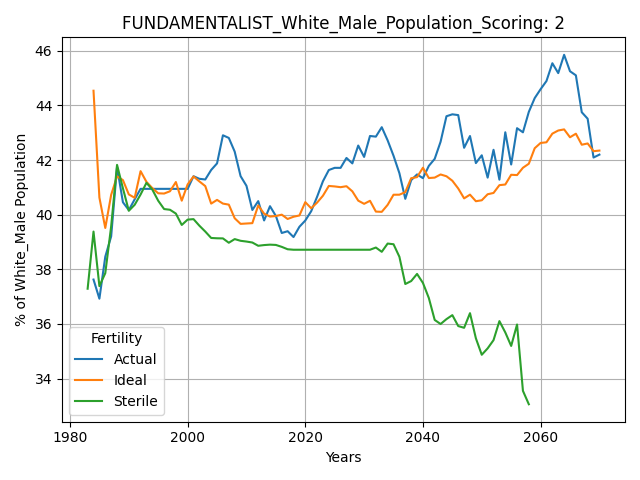 FUNDAMENTALIST_White_Male_Population_Scoring: 2
% of White_Male Population
46
44
42
40
38
36
34
Fertility
Actual
Ideal
Sterile
1980
2000
2020
2040
2060
Years